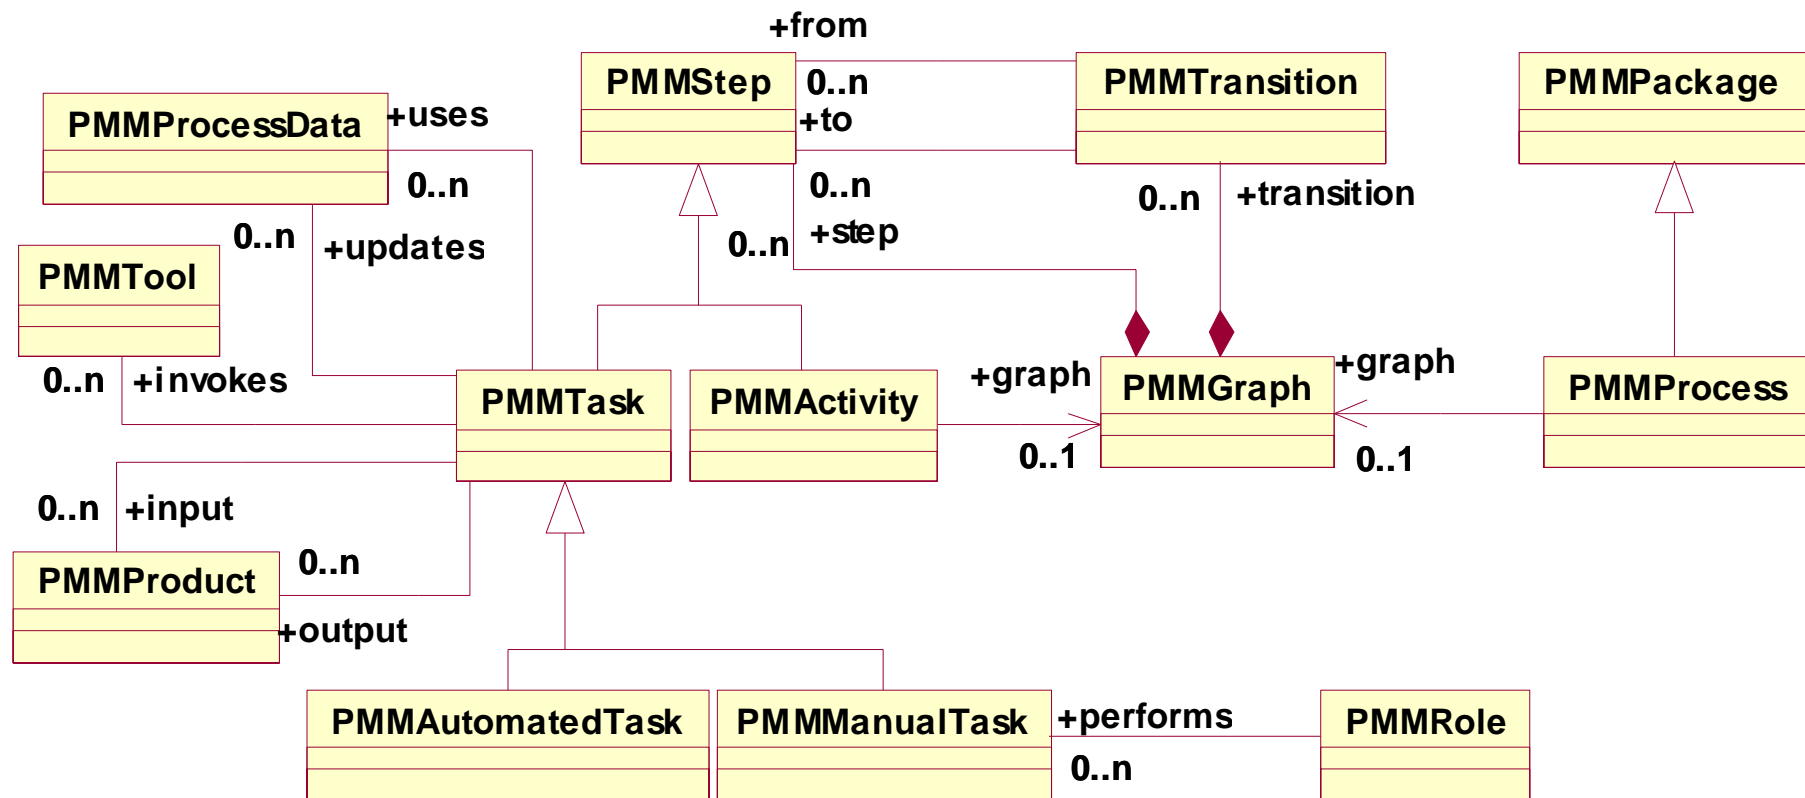 +from
PMMStep
0..n
+to
PMMTransition
PMMPackage
PMMProcessData
+uses
0..n
0..n
+updates
0..n
+step
0..n
0..n
+transition
PMMTool
0..n
+invokes
PMMTask
PMMActivity
+graph
0..1
PMMGraph
+graph
0..1
PMMProcess
0..n
+input
PMMProduct
0..n
+output
PMMAutomatedTask
PMMManualTask
+performs
0..n
PMMRole